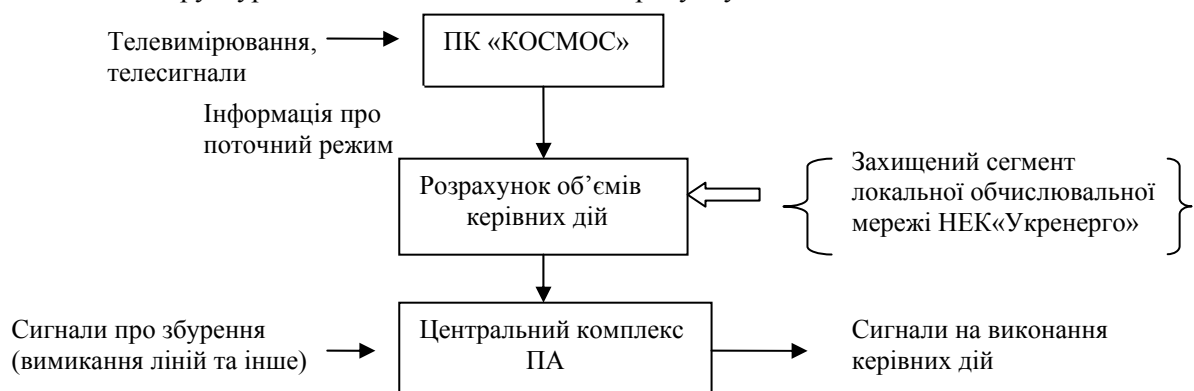 Телевимірювання,
телесигнали
ПК «КОСМОС»
Інформація про
поточний режим
Розрахунок об’ємів
керівних дій
Захищений сегмент
локальної обчислювальної
мережі НЕК«Укренерго»
Сигнали про збурення
(вимикання ліній та інше)
Центральний комплекс
ПА
Сигнали на виконання
керівних дій